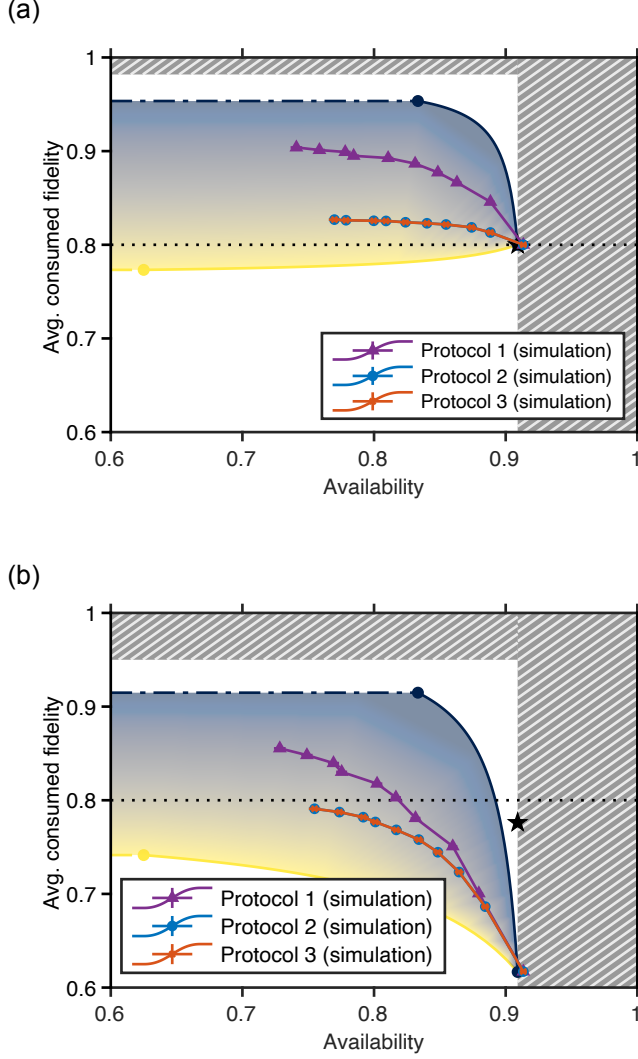 (a)
1
0.9
0.8
0.7
0.6
Avg. consumed fidelity
Protocol 1 (simulation)
Protocol 2 (simulation)
Protocol 3 (simulation)
0.6 0.7 0.8 0.9 1
Availability
(b)
1
0.9
0.8
0.7
0.6
Avg. consumed fidelity
Protocol 1 (simulation)
Protocol 2 (simulation)
Protocol 3 (simulation)
0.6 0.7 0.8 0.9 1
Availability